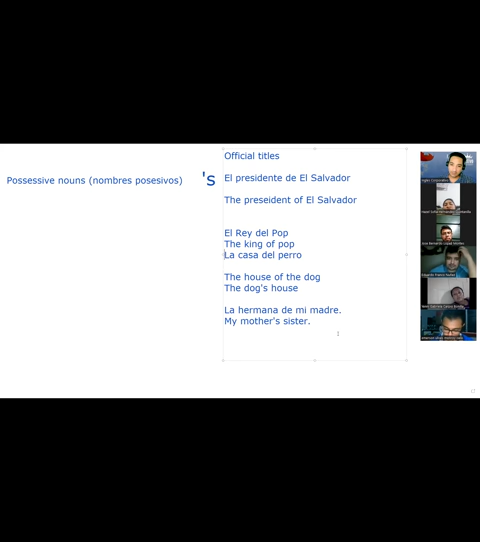 Possessive nouns (nombres posesivos)
's
Official titles
El presidente de El Salvador
The preseident of El Salvador
El Rey del Pop
The king of pop
La casa del perro
The house of the dog
The dog's house
La hermana de mi madre.
My mother's sister.